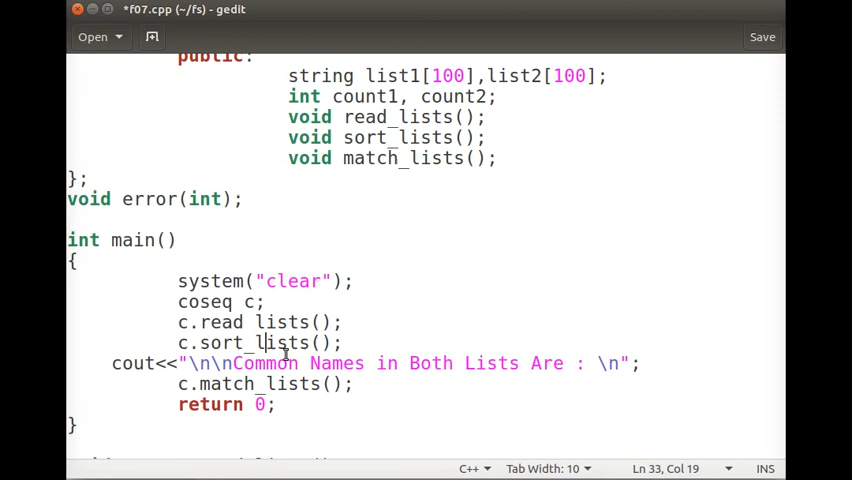 *f07.cpp (~/fs) - gedit
Open Save
public:
string list1[100],list2[100];
int count1, count2;
void read_lists();
void sort_lists();
void match_lists();
};
void error(int);
int main()
{
system("clear");
coseq c;
c.read_lists();
c.sort_lists();
cout<<"\n\nCommon Names in Both Lists Are : \n";
c.match_lists();
return 0;
}
C++ Tab Width: 10 Ln 33, Col 19 INS